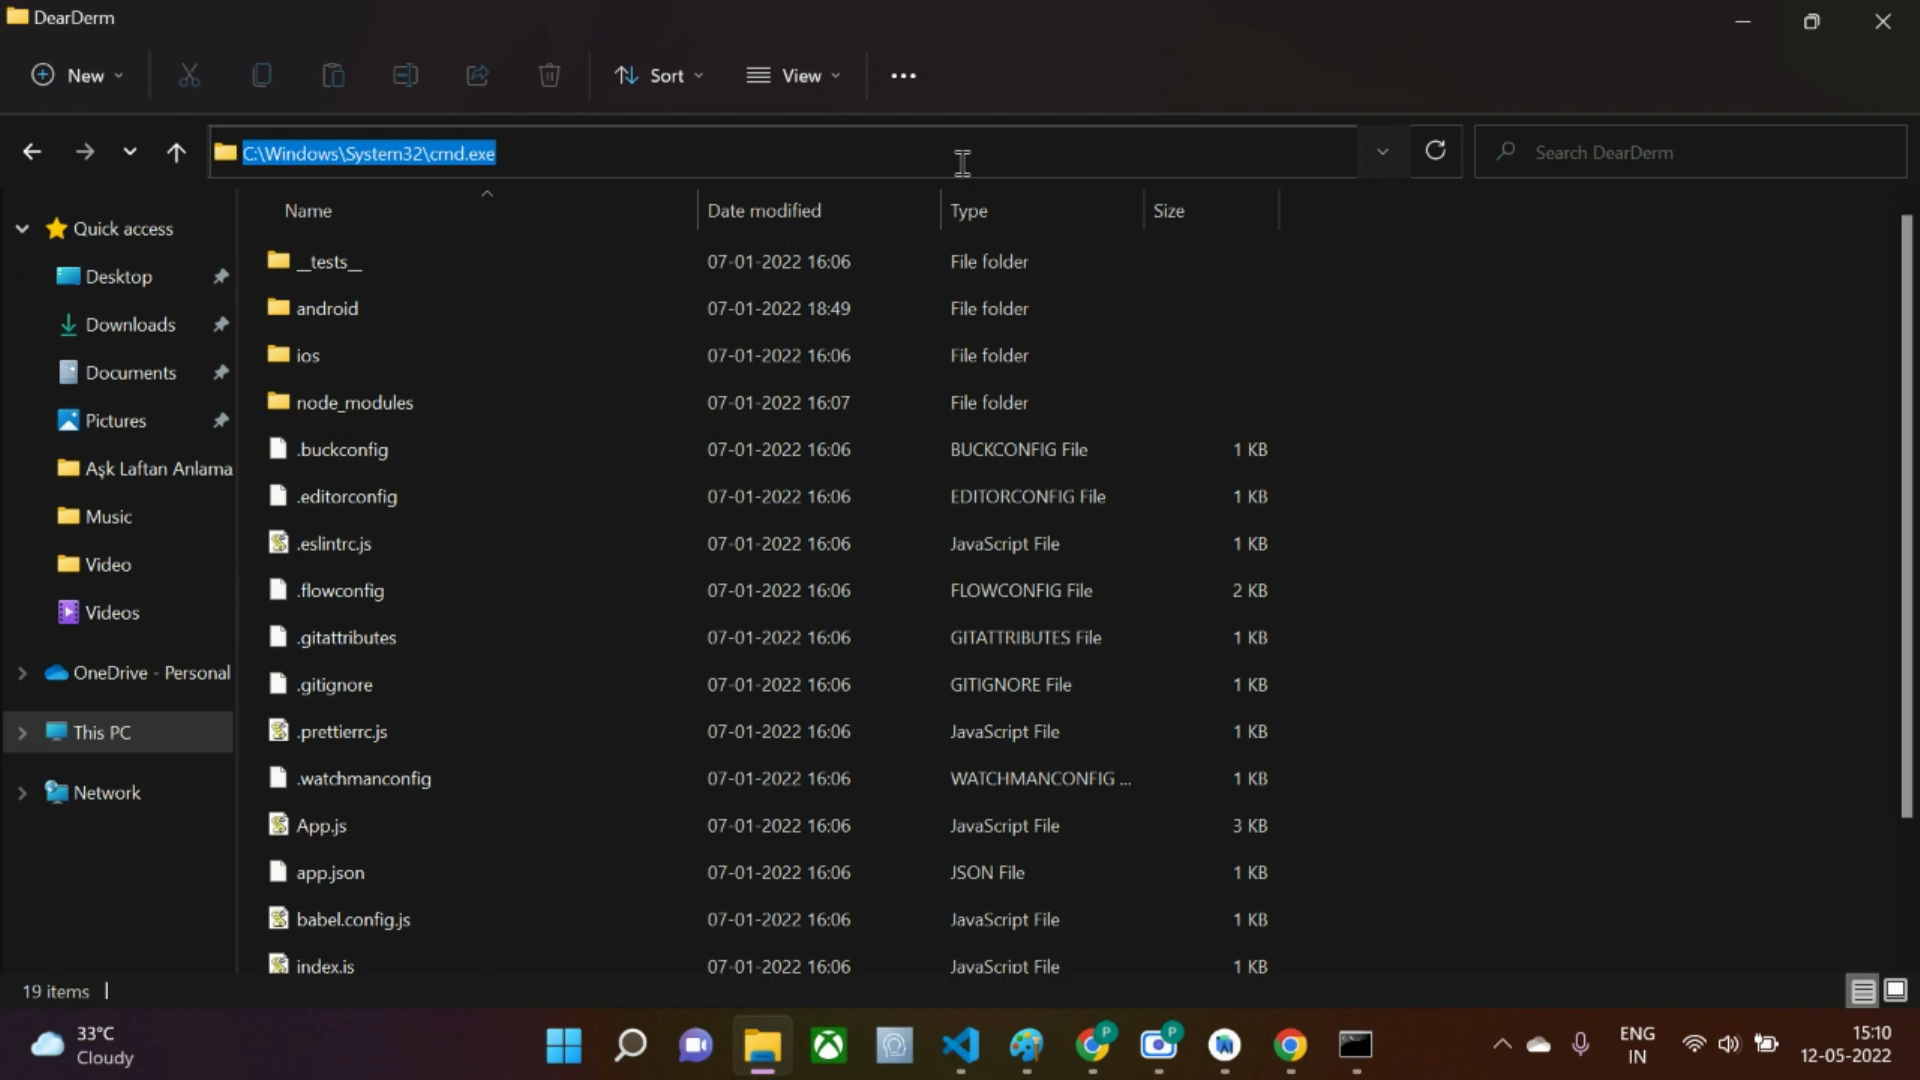 DearDerm
New
Sort
View
C:\Windows\System32\cmd.exe
Search DearDerm
Name Date modified Type Size
Quick access
Desktop
Downloads
Documents
Pictures
Aşk Laftan Anlama
Music
Video
Videos
OneDrive - Personal
This PC
Network
__tests__ 07-01-2022 16:06 File folder
android 07-01-2022 18:49 File folder
ios 07-01-2022 16:06 File folder
node_modules 07-01-2022 16:07 File folder
.buckconfig 07-01-2022 16:06 BUCKCONFIG File 1 KB
.editorconfig 07-01-2022 16:06 EDITORCONFIG File 1 KB
.eslintrc.js 07-01-2022 16:06 JavaScript File 1 KB
.flowconfig 07-01-2022 16:06 FLOWCONFIG File 2 KB
.gitattributes 07-01-2022 16:06 GITATTRIBUTES File 1 KB
.gitignore 07-01-2022 16:06 GITIGNORE File 1 KB
.prettierrc.js 07-01-2022 16:06 JavaScript File 1 KB
.watchmanconfig 07-01-2022 16:06 WATCHMANCONFIG ... 1 KB
App.js 07-01-2022 16:06 JavaScript File 3 KB
app.json 07-01-2022 16:06 JSON File 1 KB
babel.config.js 07-01-2022 16:06 JavaScript File 1 KB
index.js 07-01-2022 16:06 JavaScript File 1 KB
19 items
33°C
Cloudy
P
P
ENG
IN
15:10
12-05-2022